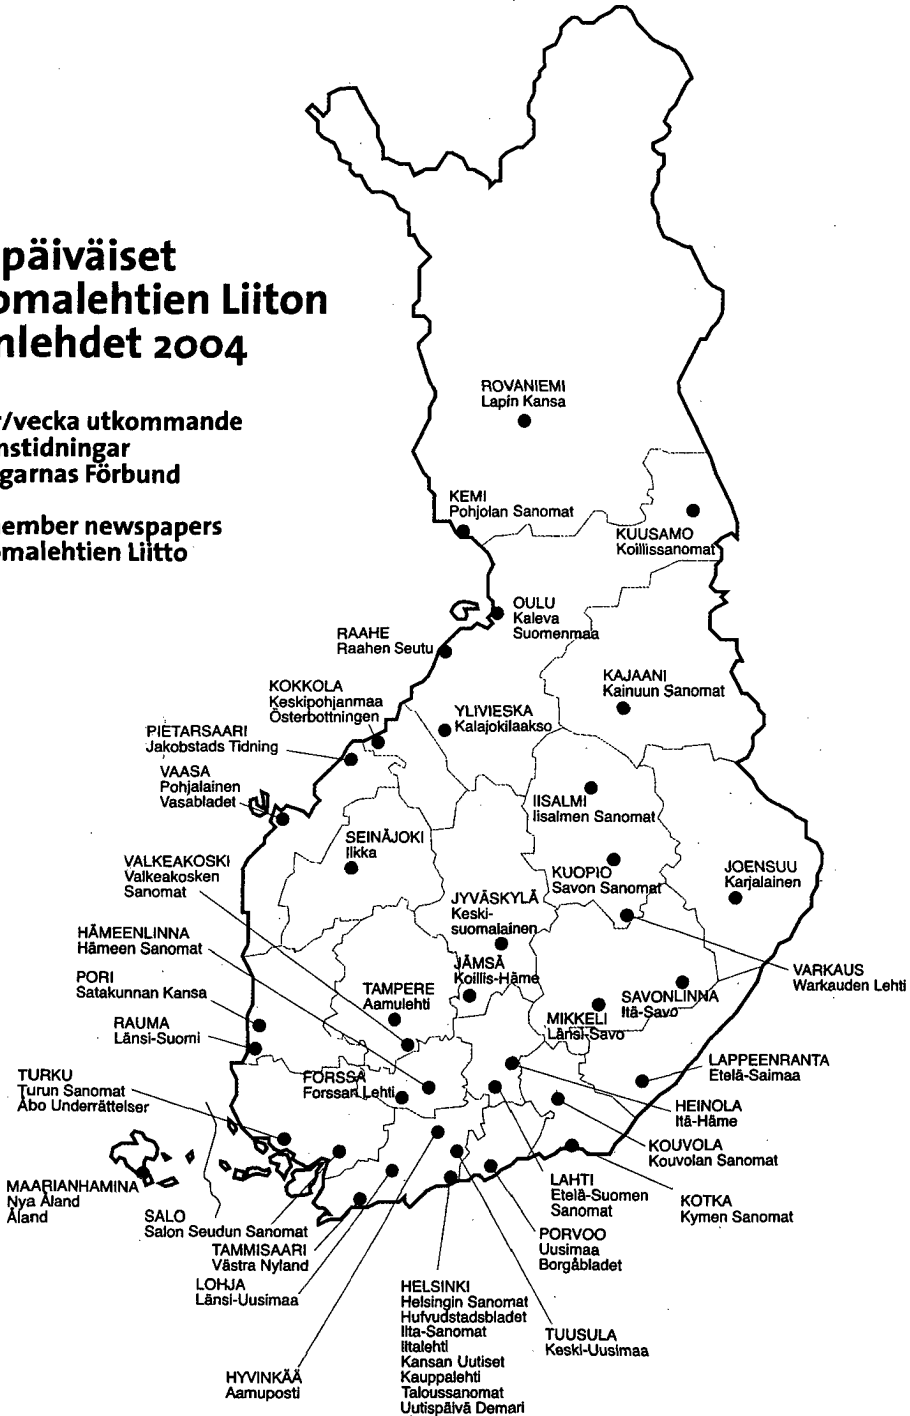 päiväiset
omalehtien Liiton
nlehdet 2004
r/vecka utkommande
nstidningar
garnas Förbund
ember newspapers
omalehtien Liitto
ROVANIEMI
Lapin Kansa
KEMI
Pohjolan Sanomat
KUUSAMO
Koillissanomat
OULU
Kaleva
Suomenmaa
RAAHE
Raahen Seutu
KOKKOLA
Keskipohjanmaa
Österbottningen
KAJAANI
Kainuun Sanomat
YLIVIESKA
Kalajokilaakso
PIETARSAARI
Jakobstads Tidning
VAASA
Pohjalainen
Vasabladet
IISALMI
Iisalmen Sanomat
SEINÄJOKI
Ilkka
VALKEAKOSKI
Valkeakosken
Sanomat
KUOPIO
Savon Sanomat
JOENSUU
Karjalainen
JYVÄSKYLÄ
Keski-
suomalainen
HÄMEENLINNA
Hämeen Sanomat
JÄMSÄ
Koillis-Häme
VARKAUS
Warkauden Lehti
PORI
Satakunnan Kansa
TAMPERE
Aamulehti
SAVONLINNA
Itä-Savo
MIKKELI
Länsi-Savo
RAUMA
Länsi-Suomi
LAPPEENRANTA
Etelä-Saimaa
TURKU
Turun Sanomat
Åbo Underrättelser
FORSSA
Forssan Lehti
HEINOLA
Itä-Häme
KOUVOLA
Kouvolan Sanomat
MAARIANHAMINA
Nya Åland
Åland
LAHTI
Etelä-Suomen
Sanomat
KOTKA
Kymen Sanomat
SALO
Salon Seudun Sanomat
TAMMISAARI
Västra Nyland
PORVOO
Uusimaa
Borgåbladet
LOHJA
Länsi-Uusimaa
HELSINKI
Helsingin Sanomat
Hufvudstadsbladet
Ilta-Sanomat
Iltalehti
Kansan Uutiset
Kauppalehti
Taloussanomat
Uutispäivä Demari
TUUSULA
Keski-Uusimaa
HYVINKÄÄ
Aamuposti